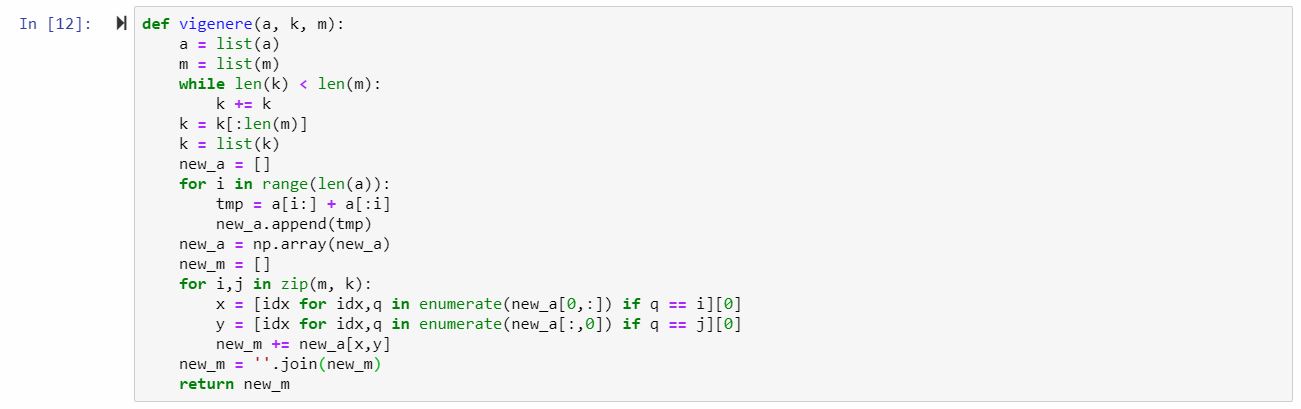 In [12]: def vigenere(a, k, m):
    a = list(a)
    m = list(m)
    while len(k) < len(m):
        k += k
    k = k[:len(m)]
    k = list(k)
    new_a = []
    for i in range(len(a)):
        tmp = a[i:] + a[:i]
        new_a.append(tmp)
    new_a = np.array(new_a)
    new_m = []
    for i,j in zip(m, k):
        x = [idx for idx,q in enumerate(new_a[0,:]) if q == i][0]
        y = [idx for idx,q in enumerate(new_a[:,0]) if q == j][0]
        new_m += new_a[x,y]
    new_m = ''.join(new_m)
    return new_m